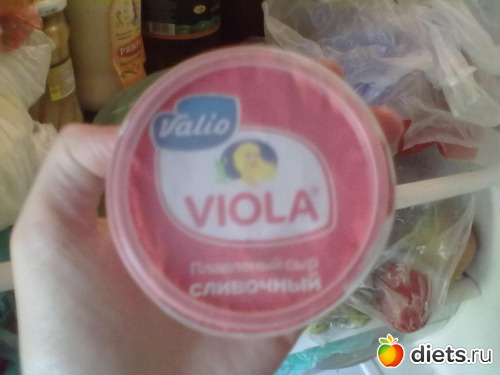 Valio
VIOLA®
Плавленый сыр
сливочный
diets.ru